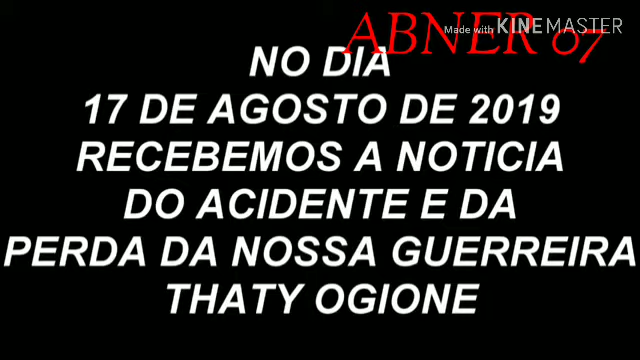 ABNER 07
Made with KINEMASTER
NO DIA
17 DE AGOSTO DE 2019
RECEBEMOS A NOTICIA
DO ACIDENTE E DA
PERDA DA NOSSA GUERREIRA
THATY OGIONE